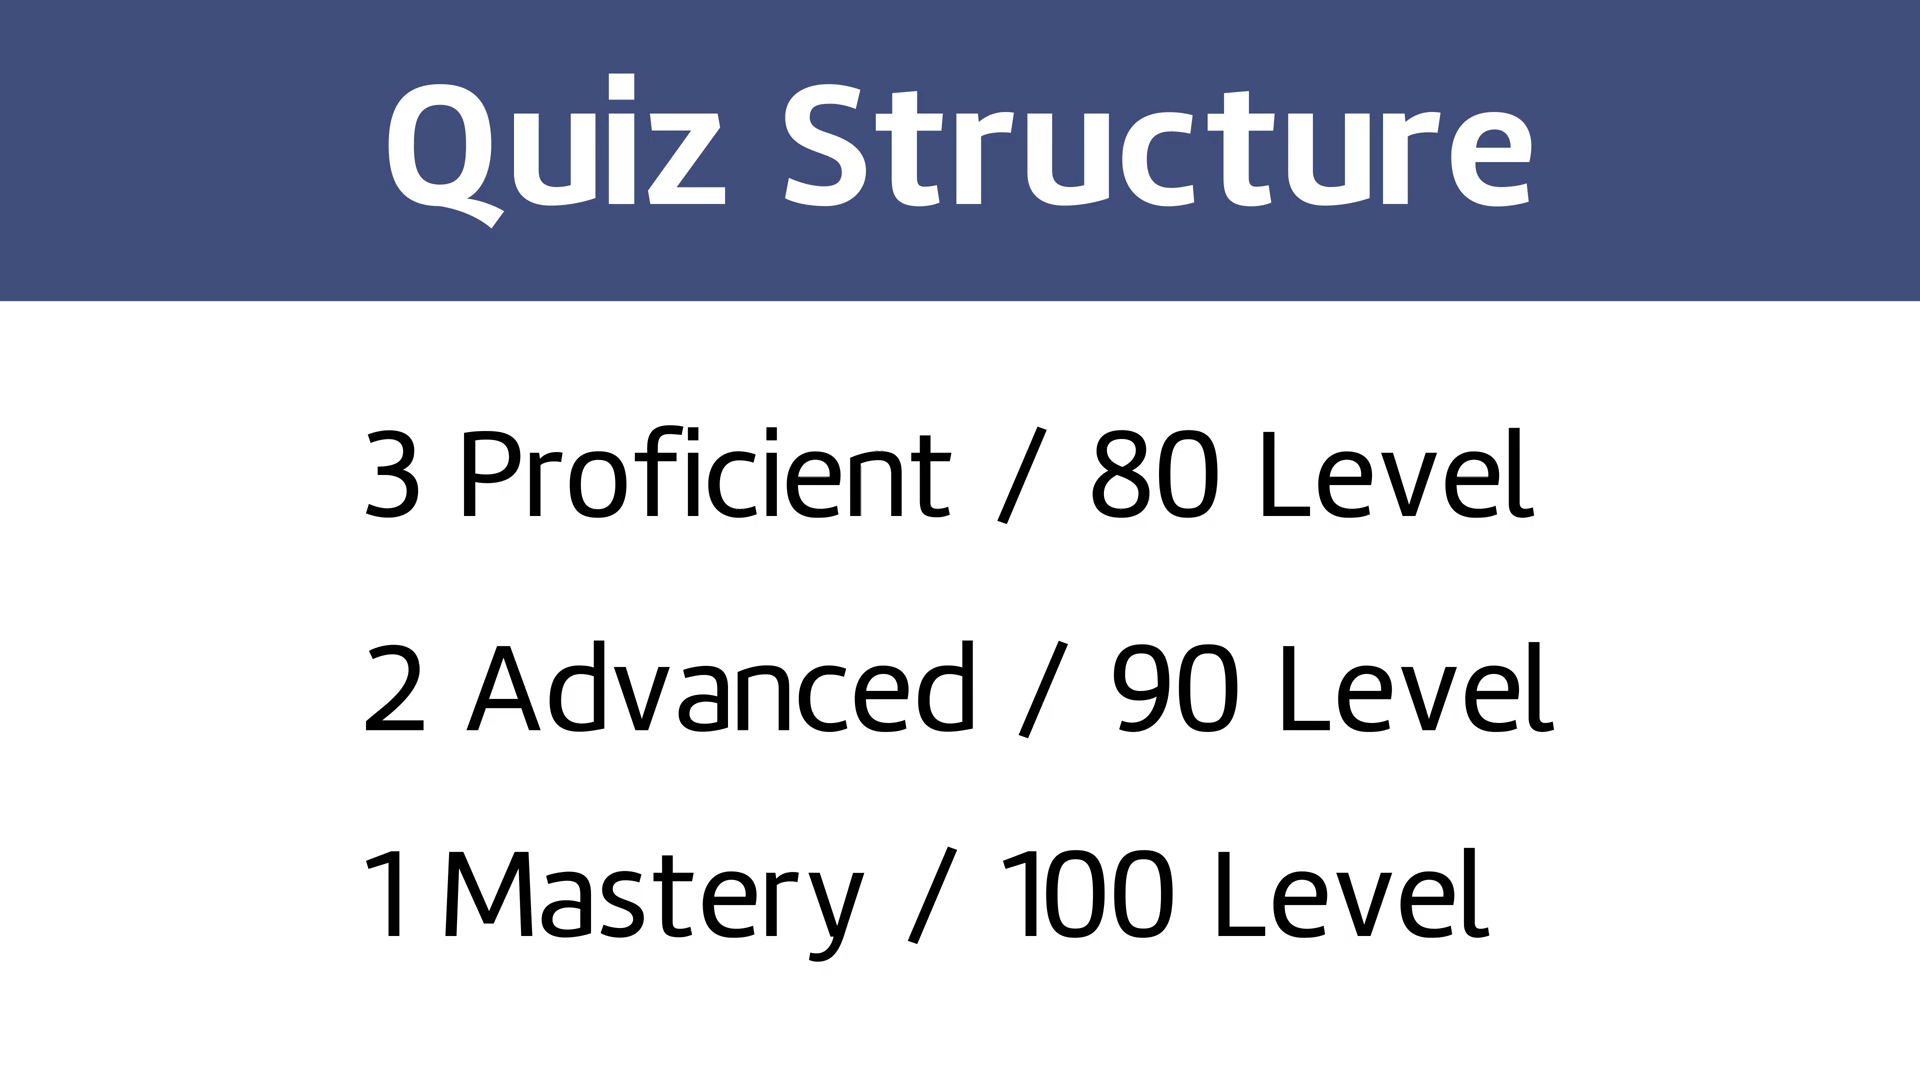 Quiz Structure
3 Proficient / 80 Level
2 Advanced / 90 Level
1 Mastery / 100 Level